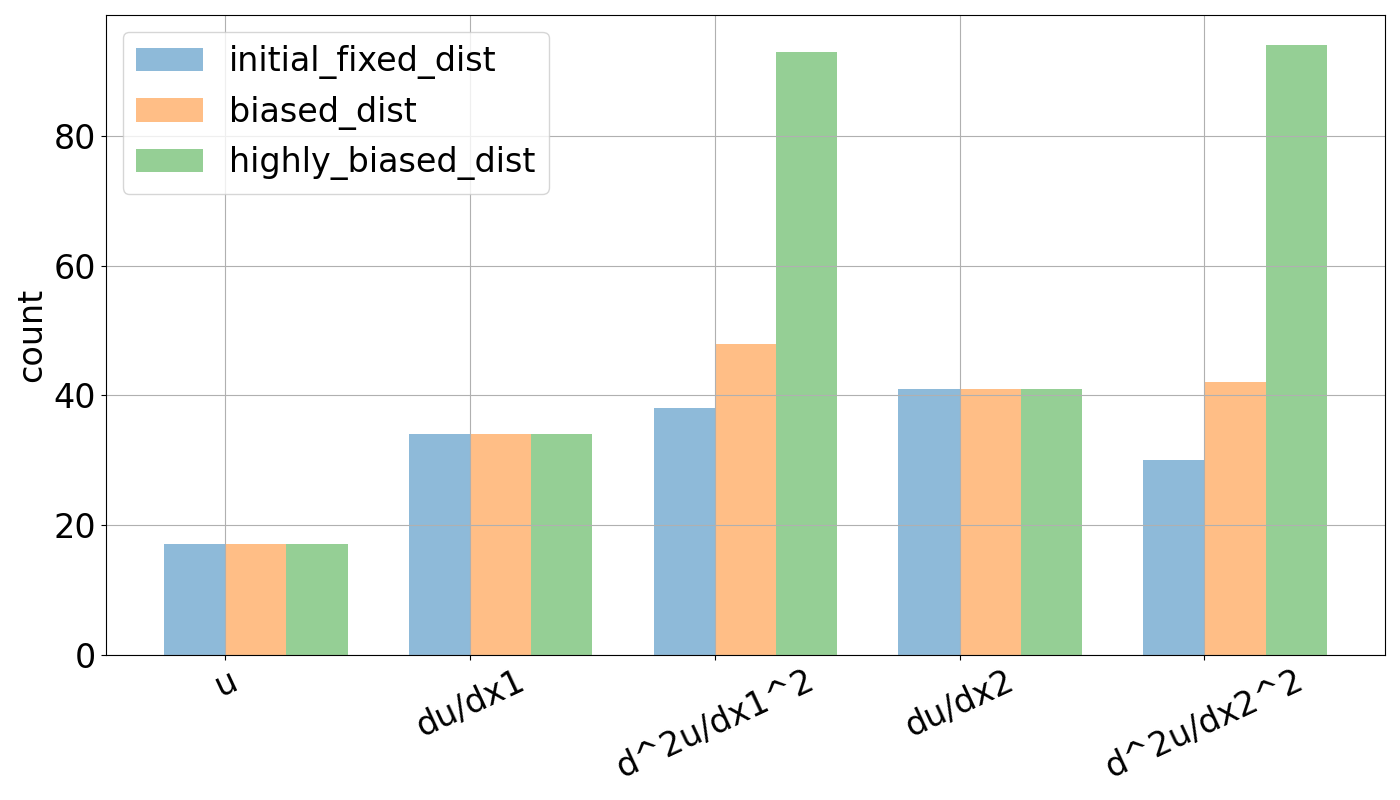 initial_fixed_dist
biased_dist
highly_biased_dist
count
80
60
40
20
0
u
du/dx1
d^2u/dx1^2
du/dx2
d^2u/dx2^2